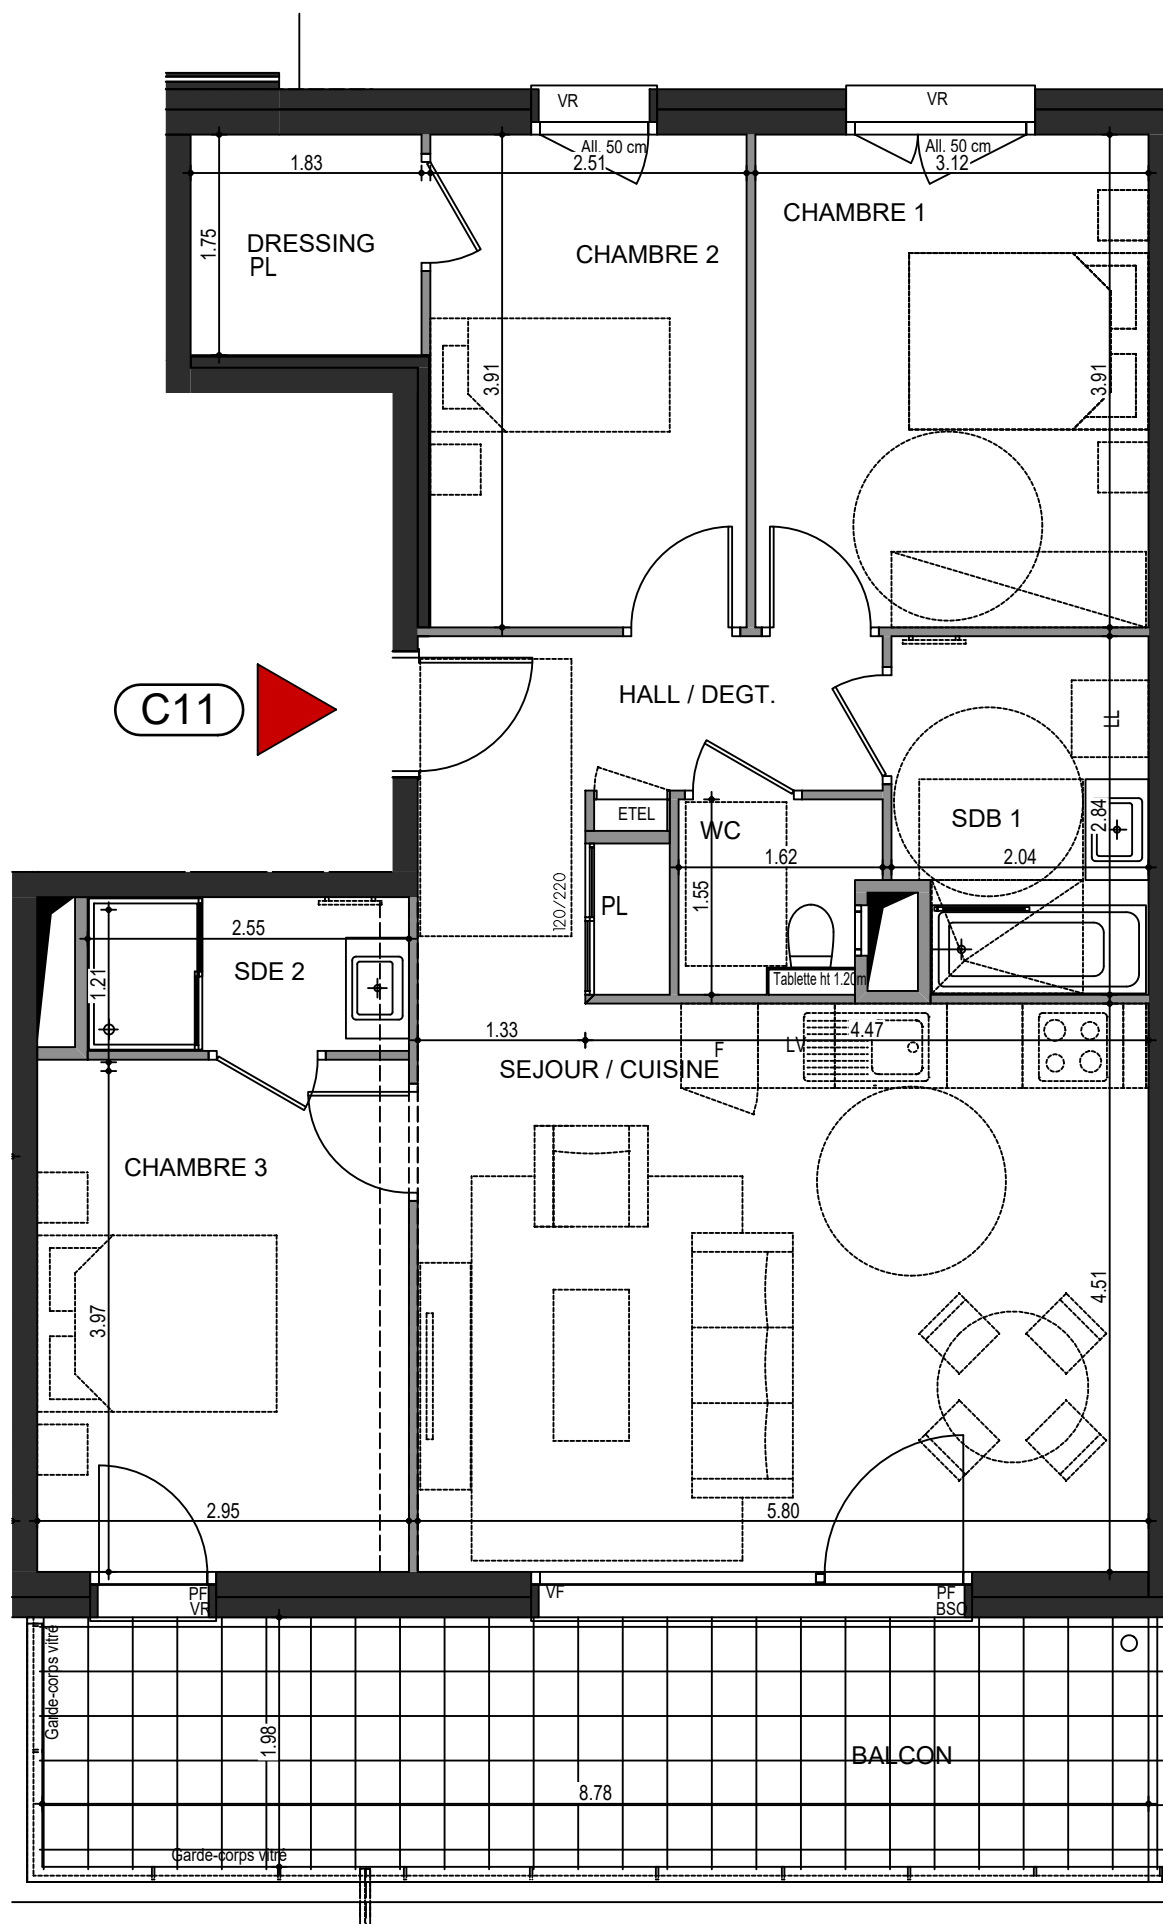 VR
VR
All. 50 cm
All. 50 cm
1.83
2.51
3.12
1.75
DRESSING
PL
CHAMBRE 2
CHAMBRE 1
3.91
3.91
C11
HALL / DEGT.
LL
ETEL
WC
SDB 1
2.84
1.62
2.04
1.55
120/220
PL
2.55
SDE 2
1.21
Tablette ht 1.20m
1.33
F
LV
4.47
SEJOUR / CUISINE
CHAMBRE 3
3.97
4.51
2.95
5.80
PF
VR
VF
PF
BSO
Garde-corps vitré
1.98
BALCON
8.78
Garde-corps vitré